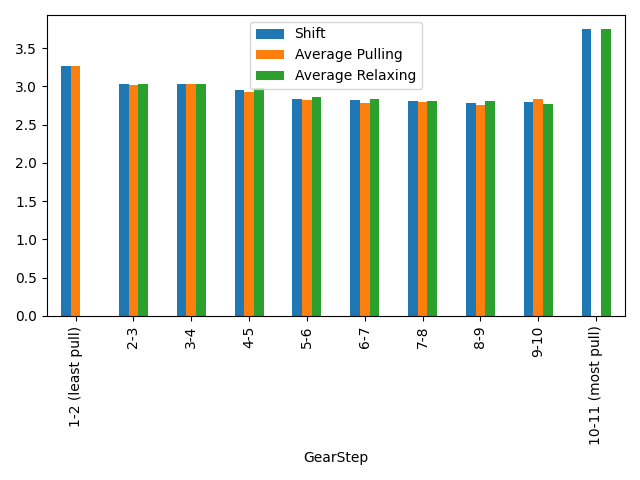 Shift
Average Pulling
Average Relaxing
3.5
3.0
2.5
2.0
1.5
1.0
0.5
0.0
1-2 (least pull)
2-3
3-4
4-5
5-6
6-7
7-8
8-9
9-10
10-11 (most pull)
GearStep